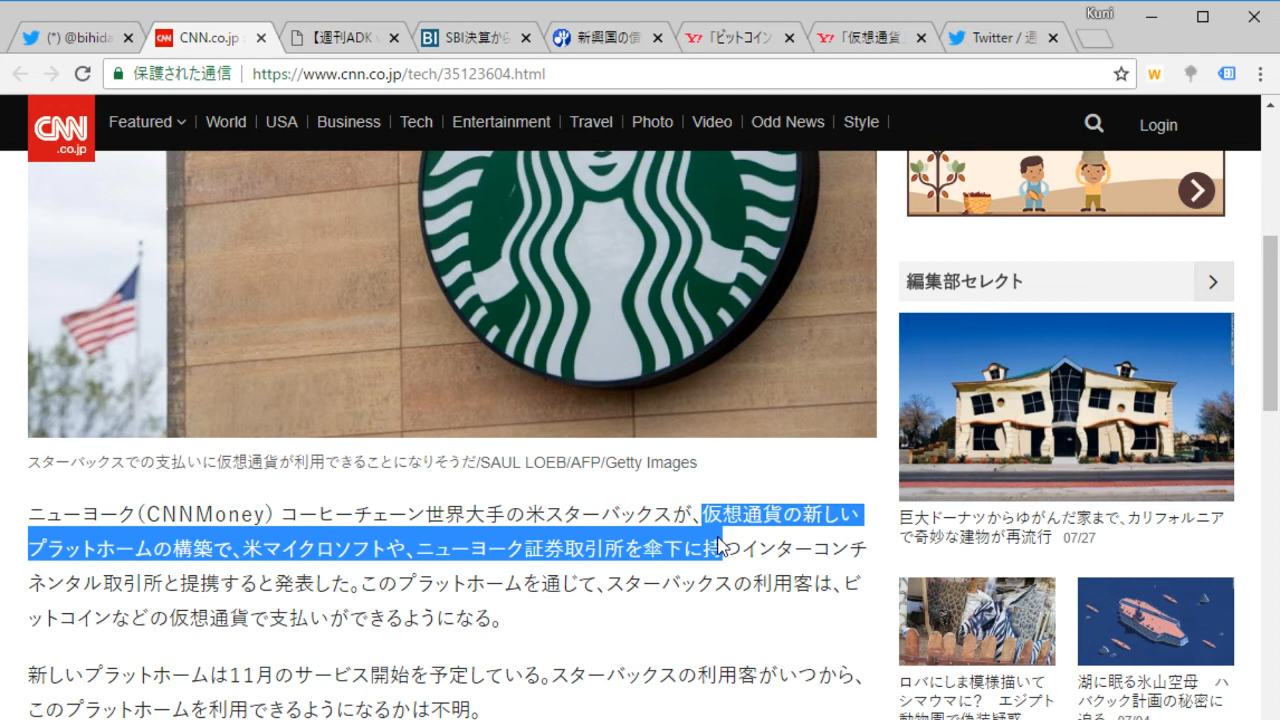 Kuni
(*) @bihida
CNN.co.jp
【週刊ADK
SBI決算から
新興国の債
「ビットコイン
「仮想通貨
Twitter / 通
保護された通信
https://www.cnn.co.jp/tech/35123604.html
CNN
.co.jp
Featured
World
USA
Business
Tech
Entertainment
Travel
Photo
Video
Odd News
Style
Login
スターバックスでの支払いに仮想通貨が利用できることになりそうだ/SAUL LOEB/AFP/Getty Images
ニューヨーク(CNNMoney) コーヒーチェーン世界大手の米スターバックスが、仮想通貨の新しい
プラットホームの構築で、米マイクロソフトや、ニューヨーク証券取引所を傘下に持つインターコンチ
ネンタル取引所と提携すると発表した。このプラットホームを通じて、スターバックスの利用客は、ビ
ットコインなどの仮想通貨で支払いができるようになる。
新しいプラットホームは11月のサービス開始を予定している。スターバックスの利用客がいつから、
このプラットホームを利用できるようになるかは不明。
編集部セレクト
巨大ドーナツからゆがんだ家まで、カリフォルニア
で奇妙な建物が再流行 07/27
ロバにしま模様描いて
シマウマに? エジプト
動物園で偽装疑惑
湖に眠る氷山空母 ハ
バクック計画の秘密に